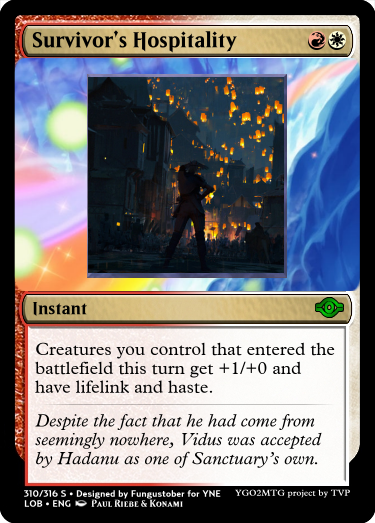 Survivor's Hospitality
Instant
Creatures you control that entered the
battlefield this turn get +1/+0 and
have lifelink and haste.
Despite the fact that he had come from
seemingly nowhere, Vidus was accepted
by Hadanu as one of Sanctuary's own.
310/316 S • Designed by Fungustober for YNE
YGO2MTG project by TVP
LOB • ENG Paul Riebe & Konami